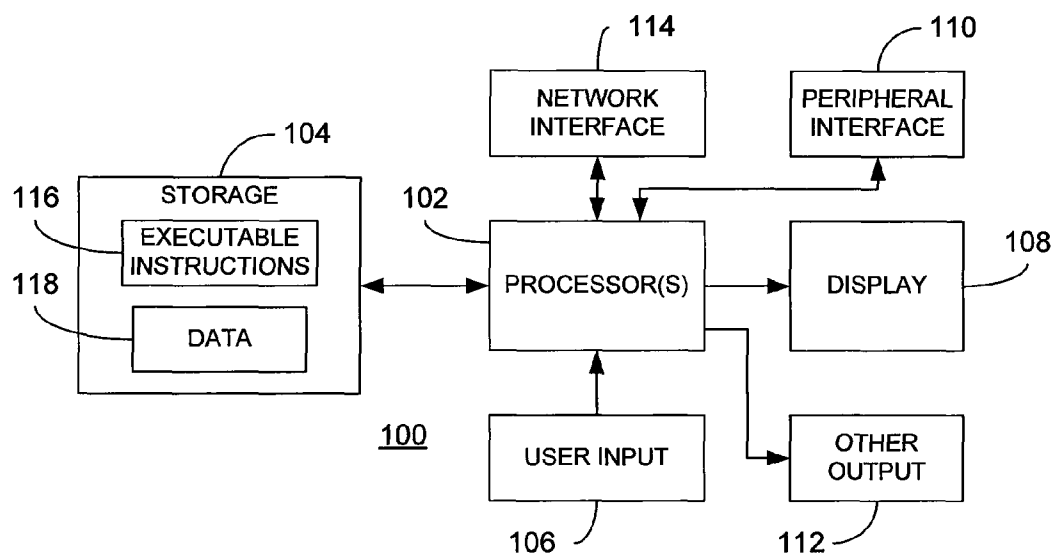 114
110
NETWORK
INTERFACE
PERIPHERAL
INTERFACE
104
STORAGE
116
EXECUTABLE
INSTRUCTIONS
118
DATA
102
PROCESSOR(S)
DISPLAY
108
100
USER INPUT
106
OTHER
OUTPUT
112